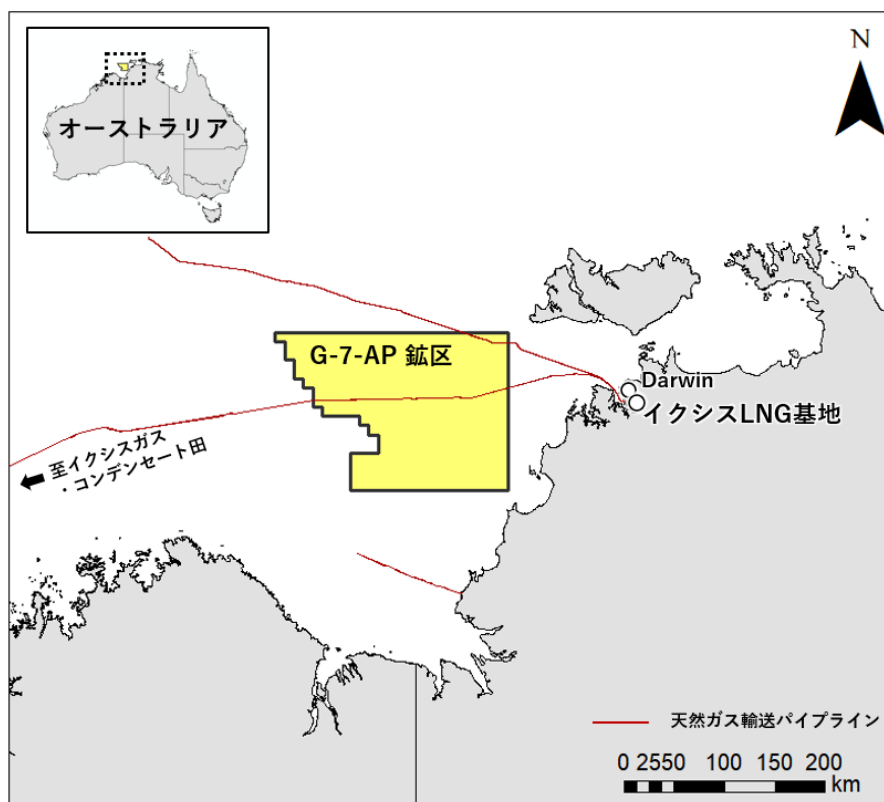 オーストラリア
N
G-7-AP 鉱区
Darwin
イクシスLNG基地
至イクシスガス
・コンデンセート田
天然ガス輸送パイプライン
0 2550 100 150 200
km